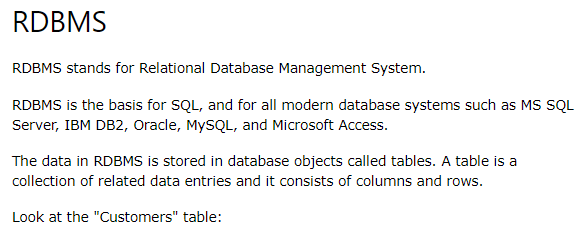 RDBMS
RDBMS stands for Relational Database Management System.
RDBMS is the basis for SQL, and for all modern database systems such as MS SQL
Server, IBM DB2, Oracle, MySQL, and Microsoft Access.
The data in RDBMS is stored in database objects called tables. A table is a
collection of related data entries and it consists of columns and rows.
Look at the "Customers" table: